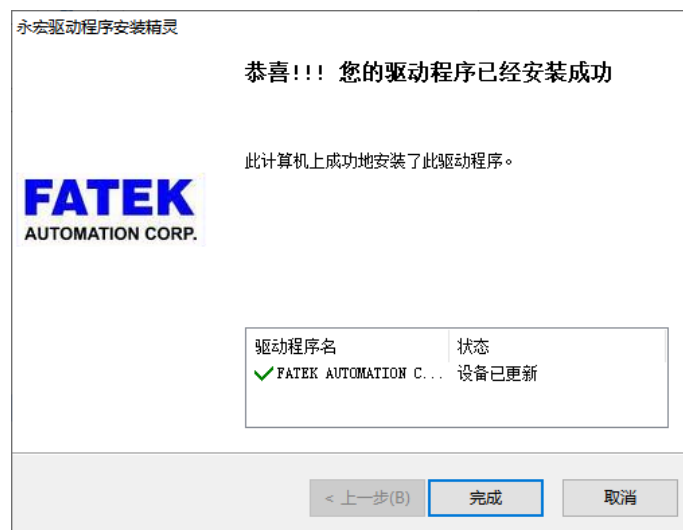 永宏驱动程序安装精灵
恭喜!!! 您的驱动程序已经安装成功
此计算机上成功地安装了此驱动程序。
FATEK
AUTOMATION CORP.
驱动程序名 状态
FATEK AUTOMATION C... 设备已更新
< 上一步(B) 完成 取消